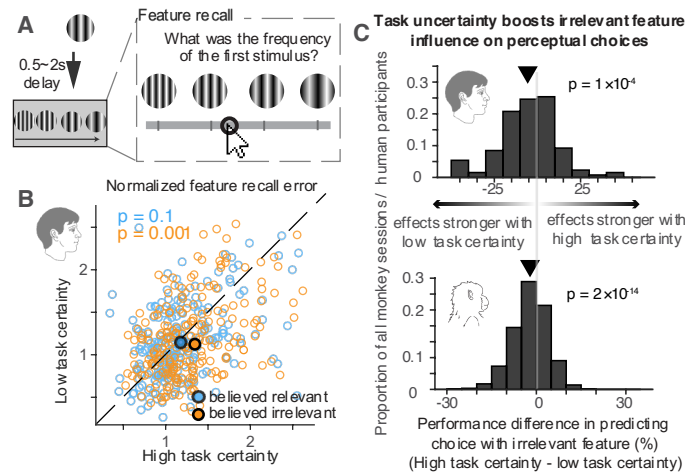 A
0.5~2s
delay
Feature recall
What was the frequency
of the first stimulus?
B
Normalized feature recall error
p = 0.1
p = 0.001
Low task certainty
2
1
believed relevant
believed irrelevant
1
2
High task certainty
C
Task uncertainty boosts irrelevant feature
influence on perceptual choices
Proportion of all monkey sessions/ human participants
0.3
0.2
0.1
0
p = 1×10-4
-25
25
effects stronger with
low task certainty
effects stronger with
high task certainty
0.3
0.2
0.1
0
p = 2×10-14
-30
0
30
Performance difference in predicting
choice with irrelevant feature (%)
(High task certainty - low task certainty)